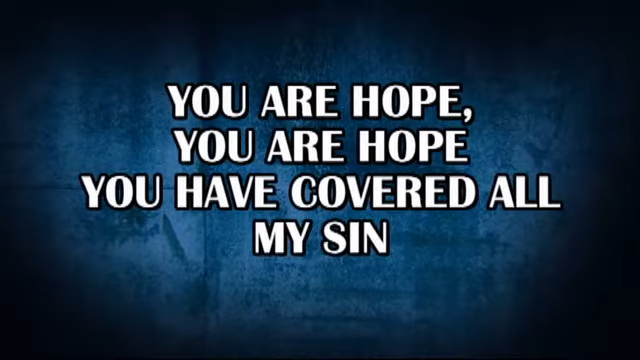 YOU ARE HOPE,
YOU ARE HOPE
YOU HAVE COVERED ALL
MY SIN